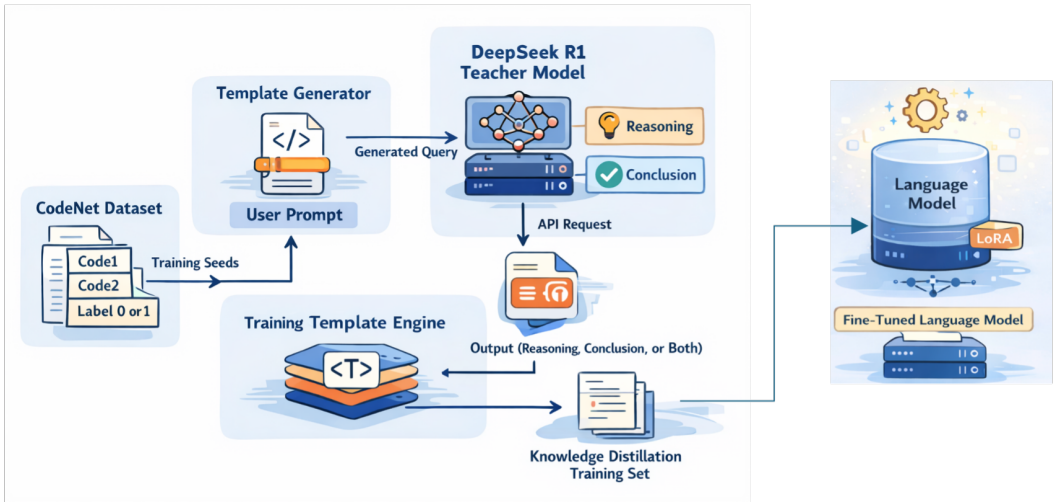 DeepSeek R1
Teacher Model
Reasoning
Conclusion
Template Generator
</>
User Prompt
Generated Query
API Request
CodeNet Dataset
Code1
Code2
Label 0 or1
Training Seeds
Training Template Engine
<T>
Output (Reasoning, Conclusion, or Both)
Knowledge Distillation
Training Set
Language
Model
LoRA
Fine-Tuned Language Model